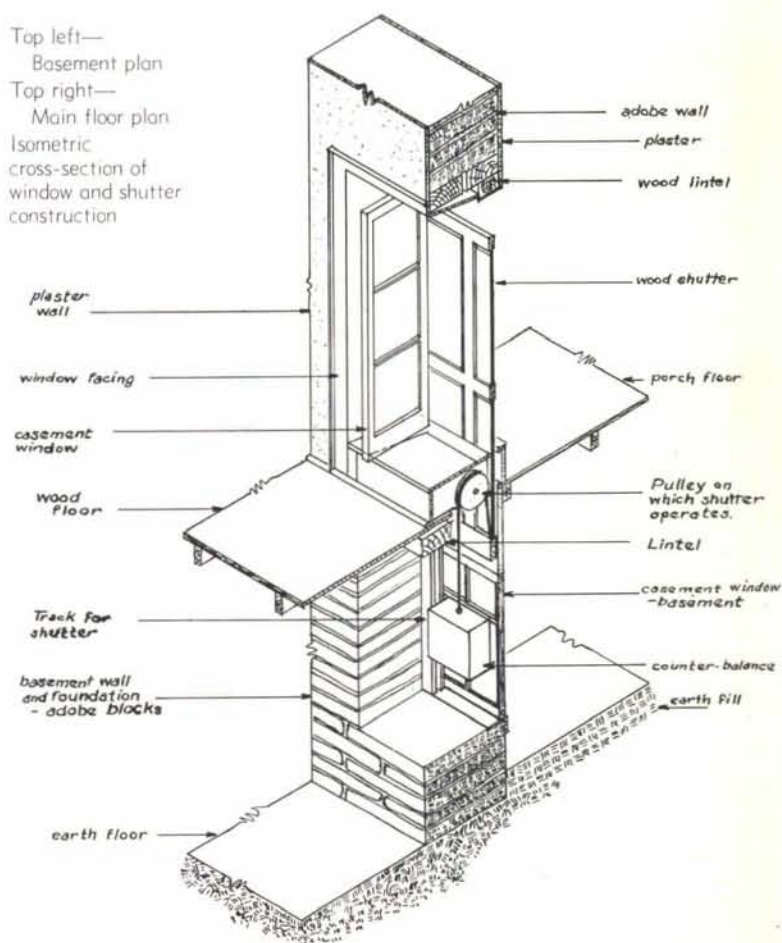 Top left—
Basement plan
Top right—
Main floor plan
Isometric
cross-section of
window and shutter
construction
adobe wall
plaster
wood lintel
wood shutter
porch floor
Pulley on
which shutter
operates.
Lintel
casement window
-basement
counter-balance
earth fill
plaster
wall
window facing
casement
window
wood
floor
Track for
shutter
basement wall
and foundation
- adobe blocks
earth floor